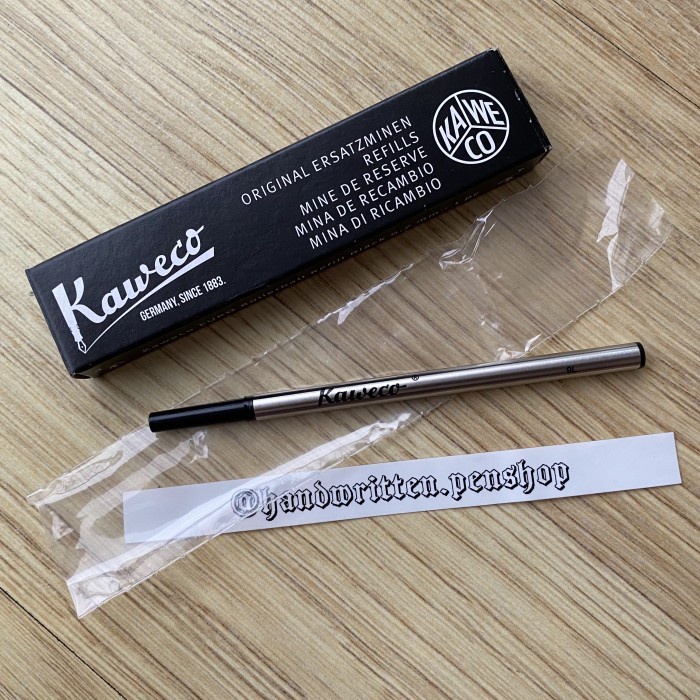 ORIGINAL ERSATZMINEN
REFILLS
MINE DE RESERVE
MINA DE RECAMBIO
MINA DI RICAMBIO
KA WE CO
Kaweco
GERMANY, SINCE 1883.
Kaweco®
@handwritten.penshop